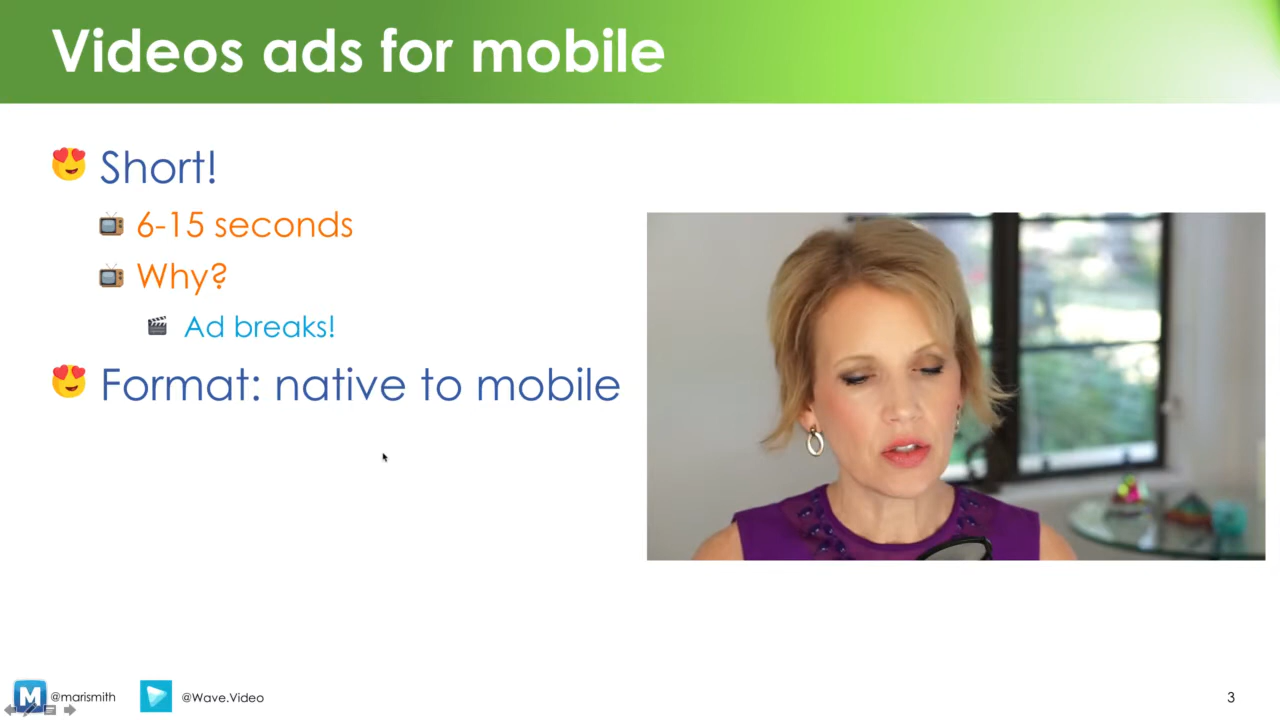 Videos ads for mobile
Short!
6-15 seconds
Why?
Ad breaks!
Format: native to mobile
M @marismith
@Wave.Video
3